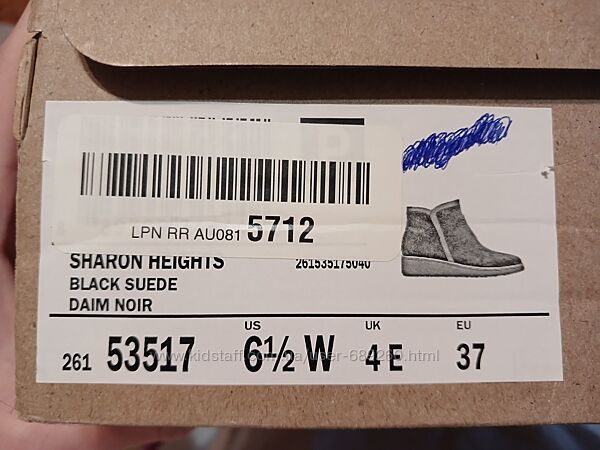 LPN RR AU081 5712
SHARON HEIGHTS 261535175040
BLACK SUEDE
DAIM NOIR
US UK EU
261 53517 6½ W 4 E 37